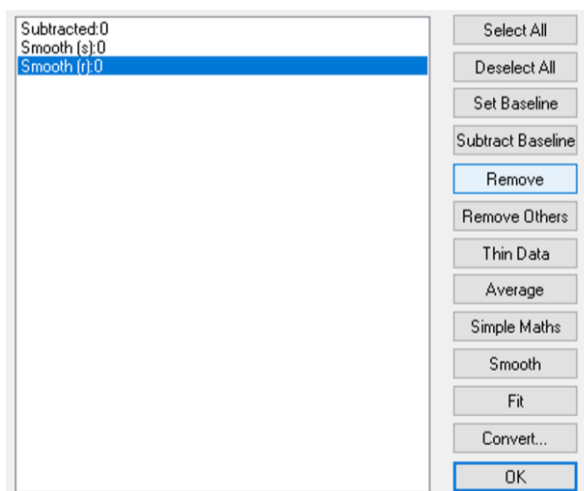 Subtracted:0
Smooth (s):0
Smooth (r):0
Select All
Deselect All
Set Baseline
Subtract Baseline
Remove
Remove Others
Thin Data
Average
Simple Maths
Smooth
Fit
Convert...
OK